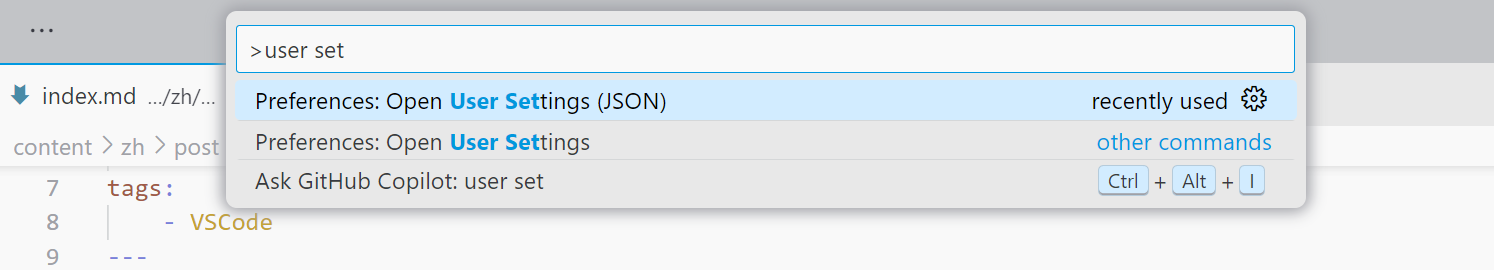 ...
>user set
Preferences: Open User Settings (JSON) recently used
Preferences: Open User Settings other commands
Ask GitHub Copilot: user set Ctrl + Alt + I
index.md .../zh/...
content > zh > post
7 tags:
8 - VSCode
9 ---